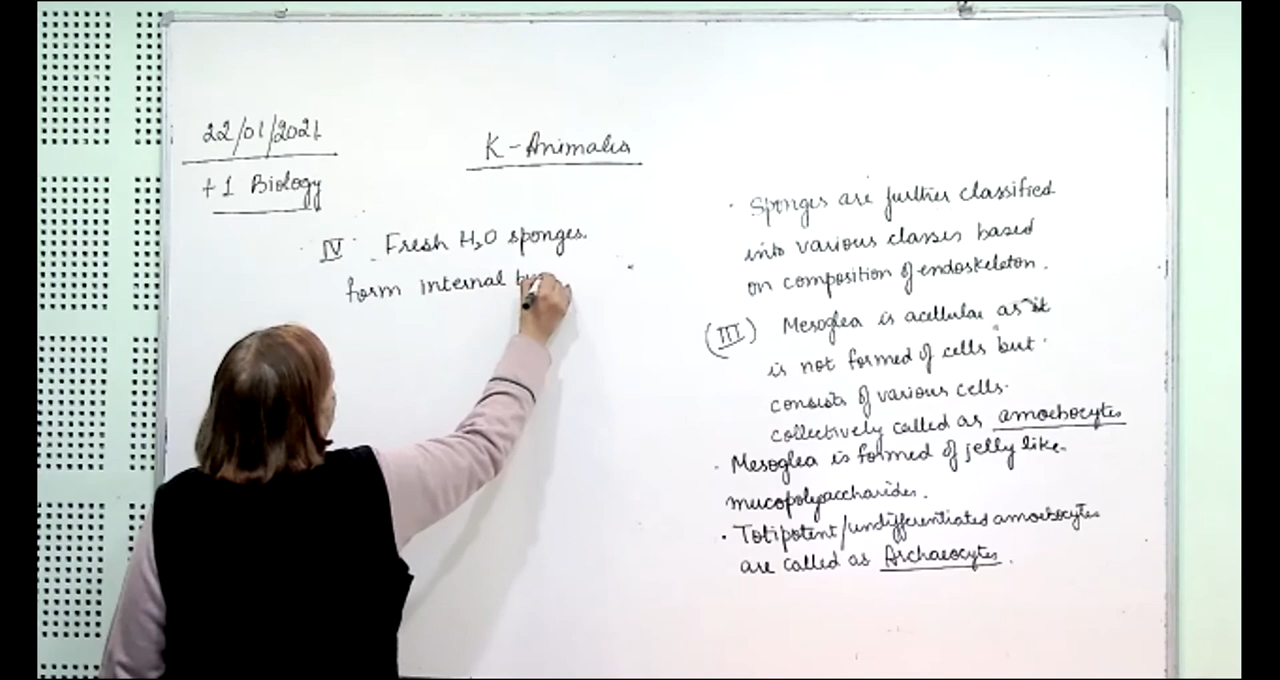 22/01/2021
+1 Biology
K-Animalia
IV Fresh H2O sponges.
form internal
· Sponges are further classified
into various classes based
on composition of endoskeleton.
(III) Mesoglea is acellular as it
is not formed of cells but
consists of various cells.
collectively called as amoebocytes
· Mesoglea is formed of jelly like
mucopolysaccharides.
· Totipotent/undifferentiated amoebocytes
are called as Archaeocytes.